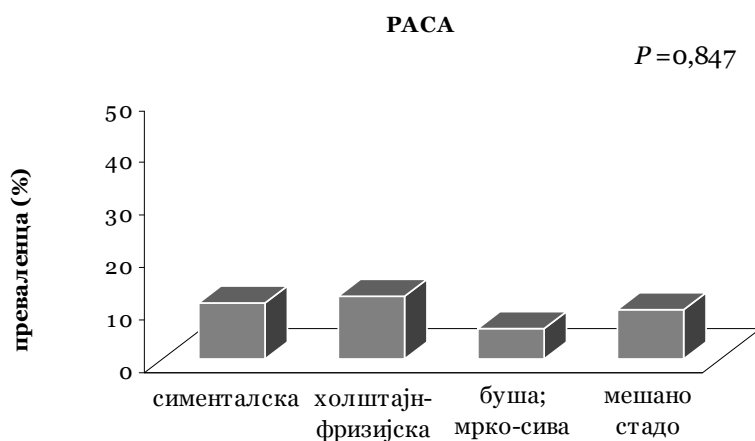 РАСА
P=0,847
преваленца (%)
50
40
30
20
10
0
сименталска
холштајн-
фризијска
буша;
мрко-сива
мешано
стадо